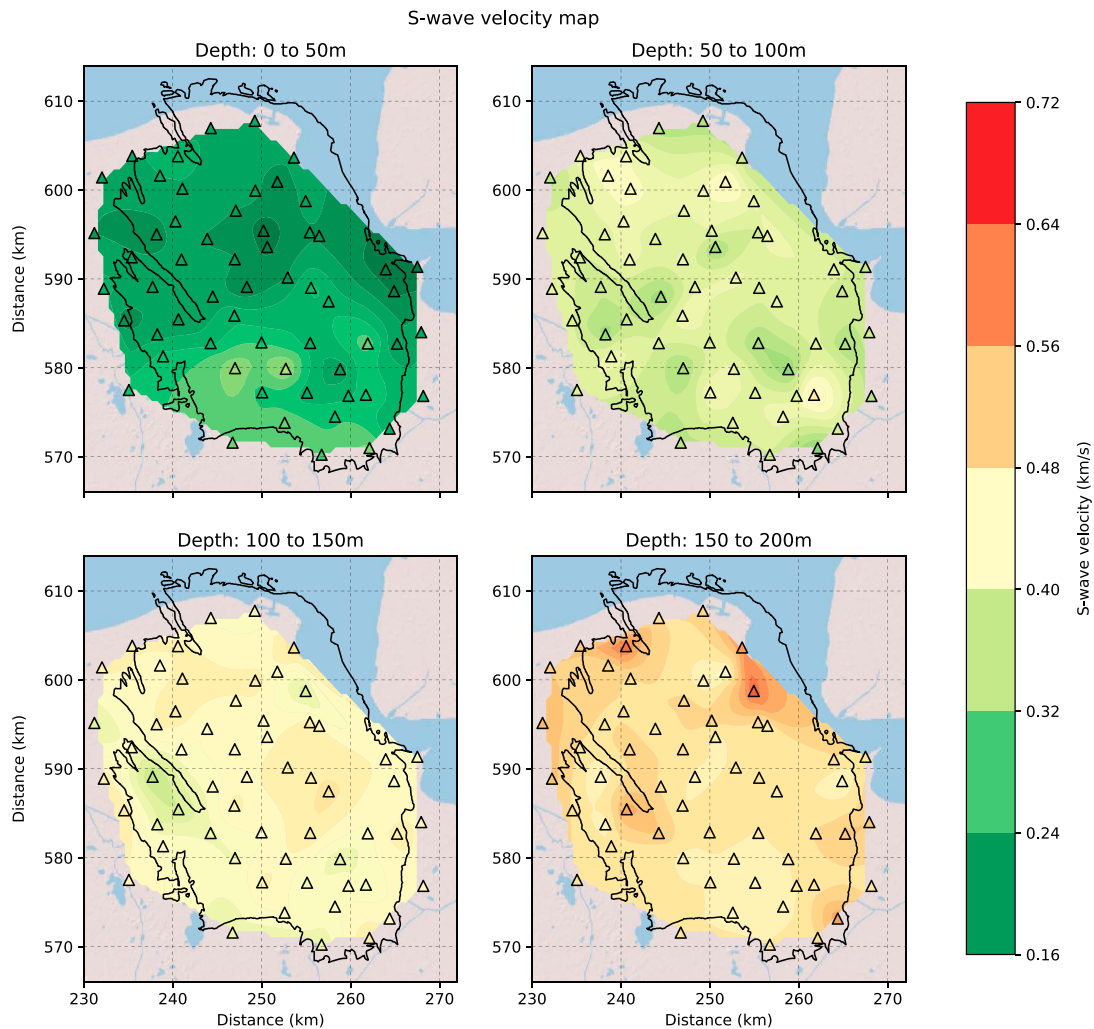 S-wave velocity map
Depth: 0 to 50m
Depth: 50 to 100m
610
600
590
580
570
Distance (km)
0.72
0.64
0.56
0.48
0.40
0.32
0.24
0.16
S-wave velocity (km/s)
Depth: 100 to 150m
Depth: 150 to 200m
610
600
590
580
570
Distance (km)
230 240 250 260 270
230 240 250 260 270
Distance (km)
Distance (km)